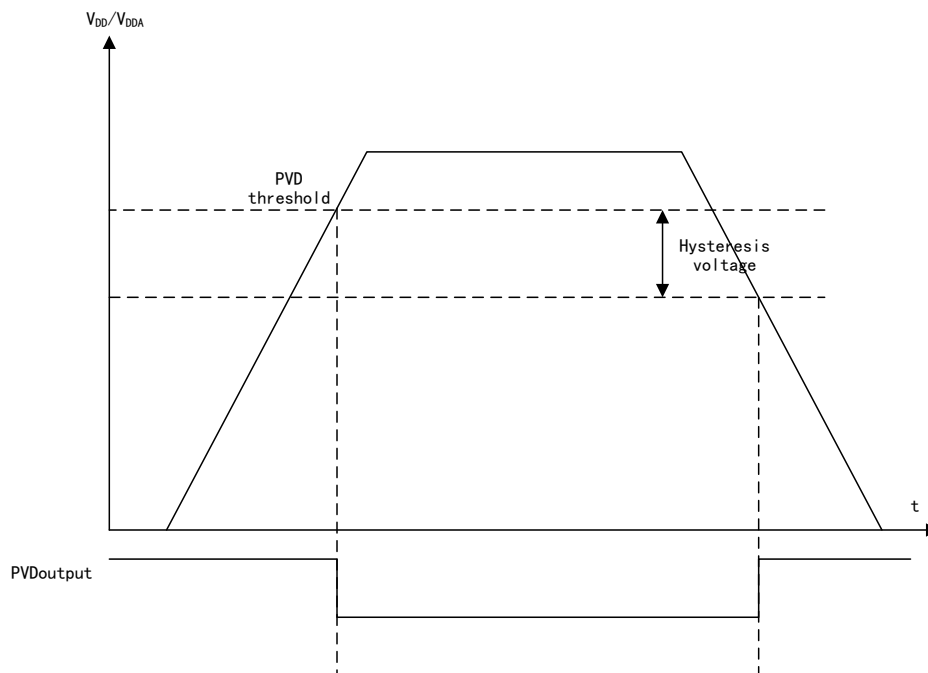 VDD/VDDA
PVD
threshold
Hysteresis
voltage
t
PVDoutput